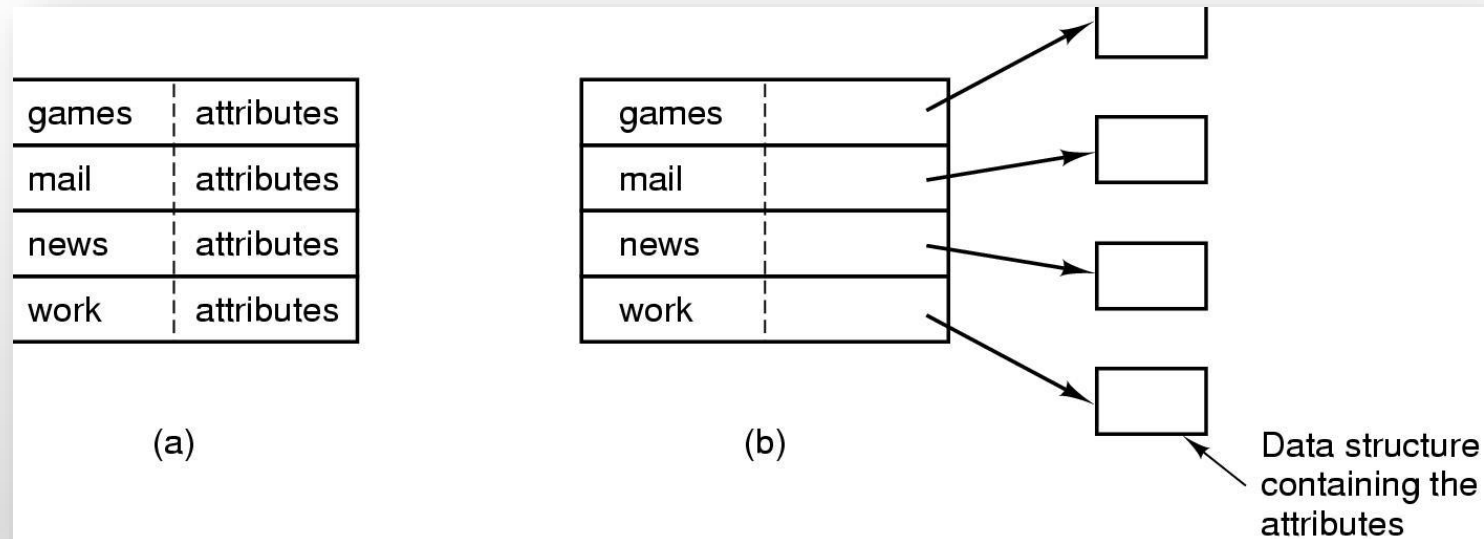 games attributes
mail attributes
news attributes
work attributes
(a)
games
mail
news
work
(b)
Data structure
containing the
attributes